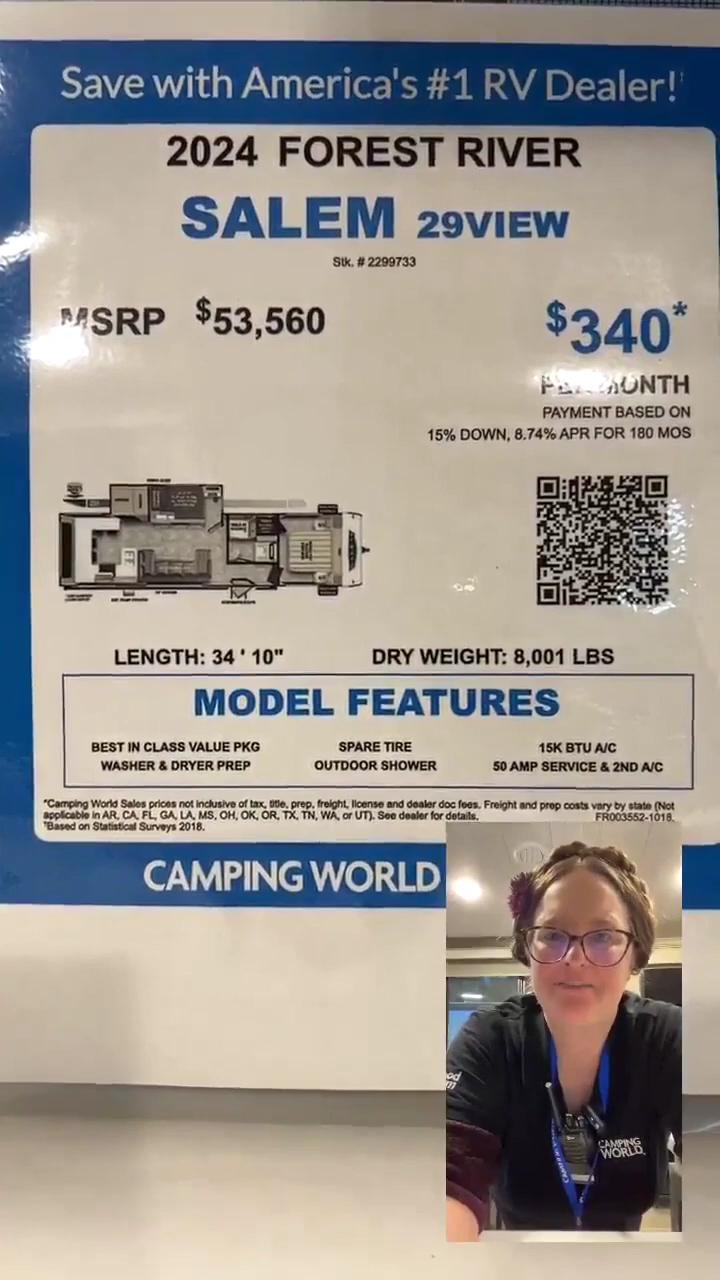 Save with America's #1 RV Dealer!¹
2024 FOREST RIVER
SALEM 29VIEW
Stk. # 2299733
MSRP $53,560
$340*
PER MONTH
PAYMENT BASED ON
15% DOWN, 8.74% APR FOR 180 MOS
LENGTH: 34 ' 10"
DRY WEIGHT: 8,001 LBS
MODEL FEATURES
BEST IN CLASS VALUE PKG
SPARE TIRE
15K BTU A/C
WASHER & DRYER PREP
OUTDOOR SHOWER
50 AMP SERVICE & 2ND A/C
*Camping World Sales prices not inclusive of tax, title, prep, freight, license and dealer doc fees. Freight and prep costs vary by state (Not
applicable in AR, CA, FL, GA, LA, MS, OH, OK, OR, TX, TN, WA, or UT). See dealer for details.
FR003552-1018
¹Based on Statistical Surveys 2018.
CAMPING WORLD
CAMPING
WORLD